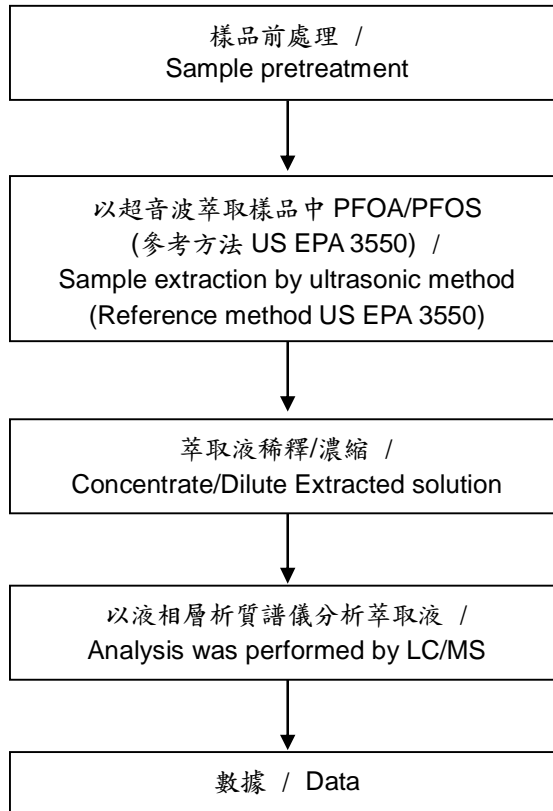 樣品前處理 /
Sample pretreatment
以超音波萃取樣品中 PFOA/PFOS
(參考方法 US EPA 3550) /
Sample extraction by ultrasonic method
(Reference method US EPA 3550)
萃取液稀釋/濃縮 /
Concentrate/Dilute Extracted solution
以液相層析質譜儀分析萃取液 /
Analysis was performed by LC/MS
數據 / Data